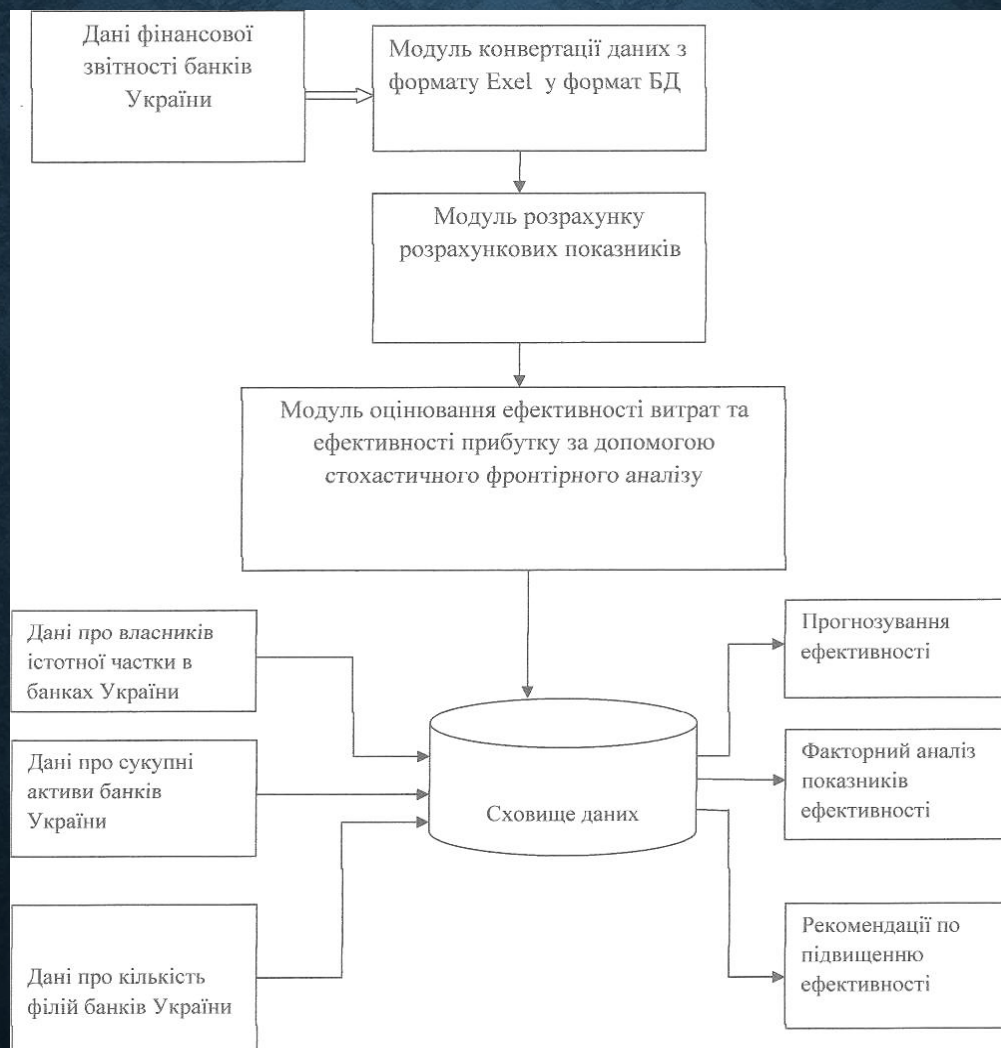 Дані фінансової
звітності банків
України
Модуль конвертації даних з
формату Exel у формат БД
Модуль розрахунку
розрахункових показників
Модуль оцінювання ефективності витрат та
ефективності прибутку за допомогою
стохастичного фронтірного аналізу
Дані про власників
істотної частки в
банках України
Дані про сукупні
активи банків
України
Дані про кількість
філій банків України
Сховище даних
Прогнозування
ефективності
Факторний аналіз
показників
ефективності
Рекомендації по
підвищенню
ефективності